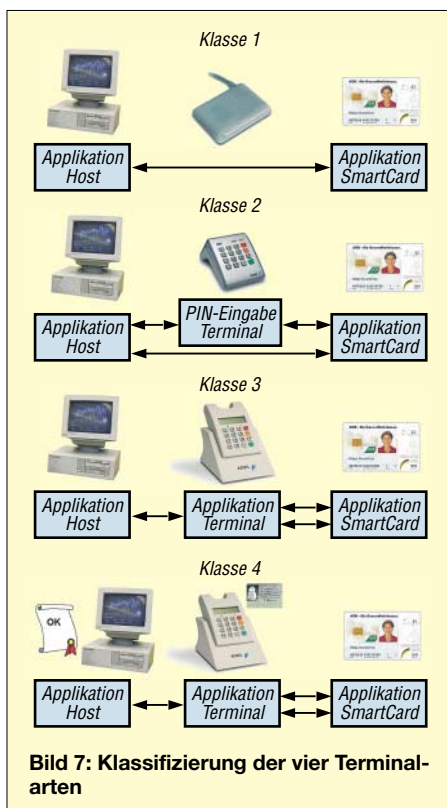 Klasse 1
Applikation
Host
Applikation
SmartCard
Klasse 2
PIN-Eingabe
Terminal
Applikation
Host
Applikation
SmartCard
Klasse 3
Applikation
Host
Applikation
Terminal
Applikation
SmartCard
Klasse 4
OK
Applikation
Host
Applikation
Terminal
Applikation
SmartCard
Bild 7: Klassifizierung der vier Terminal-
arten